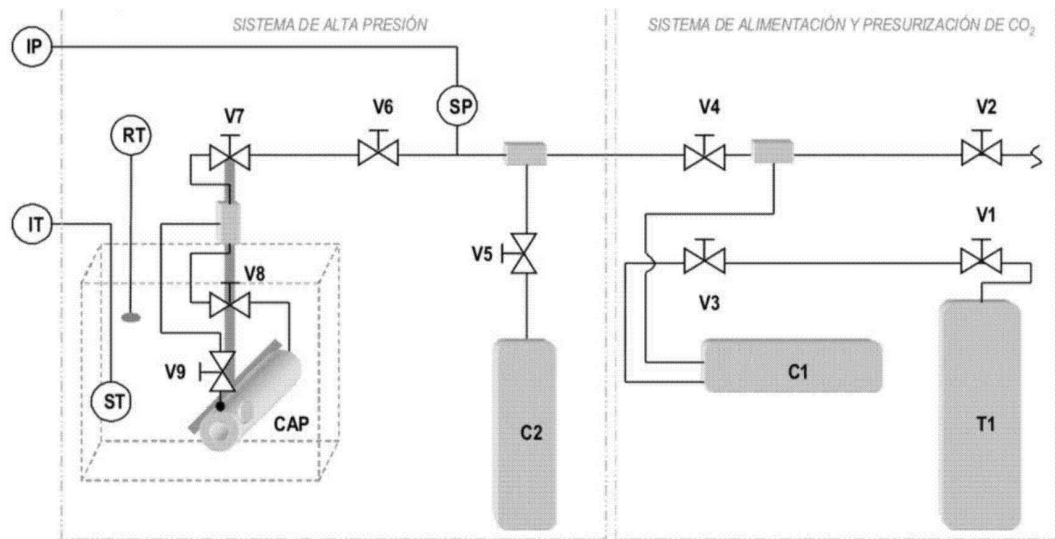 SISTEMA DE ALTA PRESIÓN
SISTEMA DE ALIMENTACIÓN Y PRESURIZACIÓN DE CO2
IP
SP
V7
V6
V4
V2
RT
IT
V5
V1
V8
V3
V9
ST
CAP
C2
C1
T1